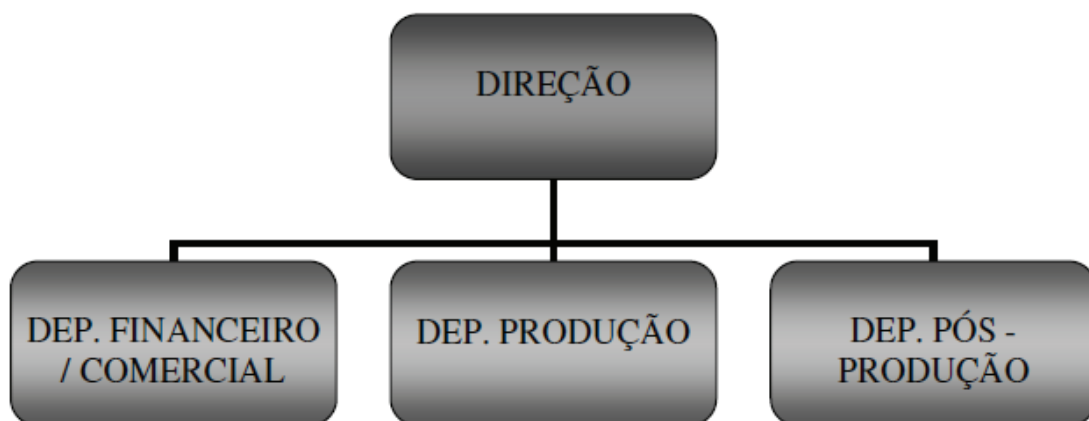 DIREÇÃO
DEP. FINANCEIRO
/ COMERCIAL
DEP. PRODUÇÃO
DEP. PÓS -
PRODUÇÃO